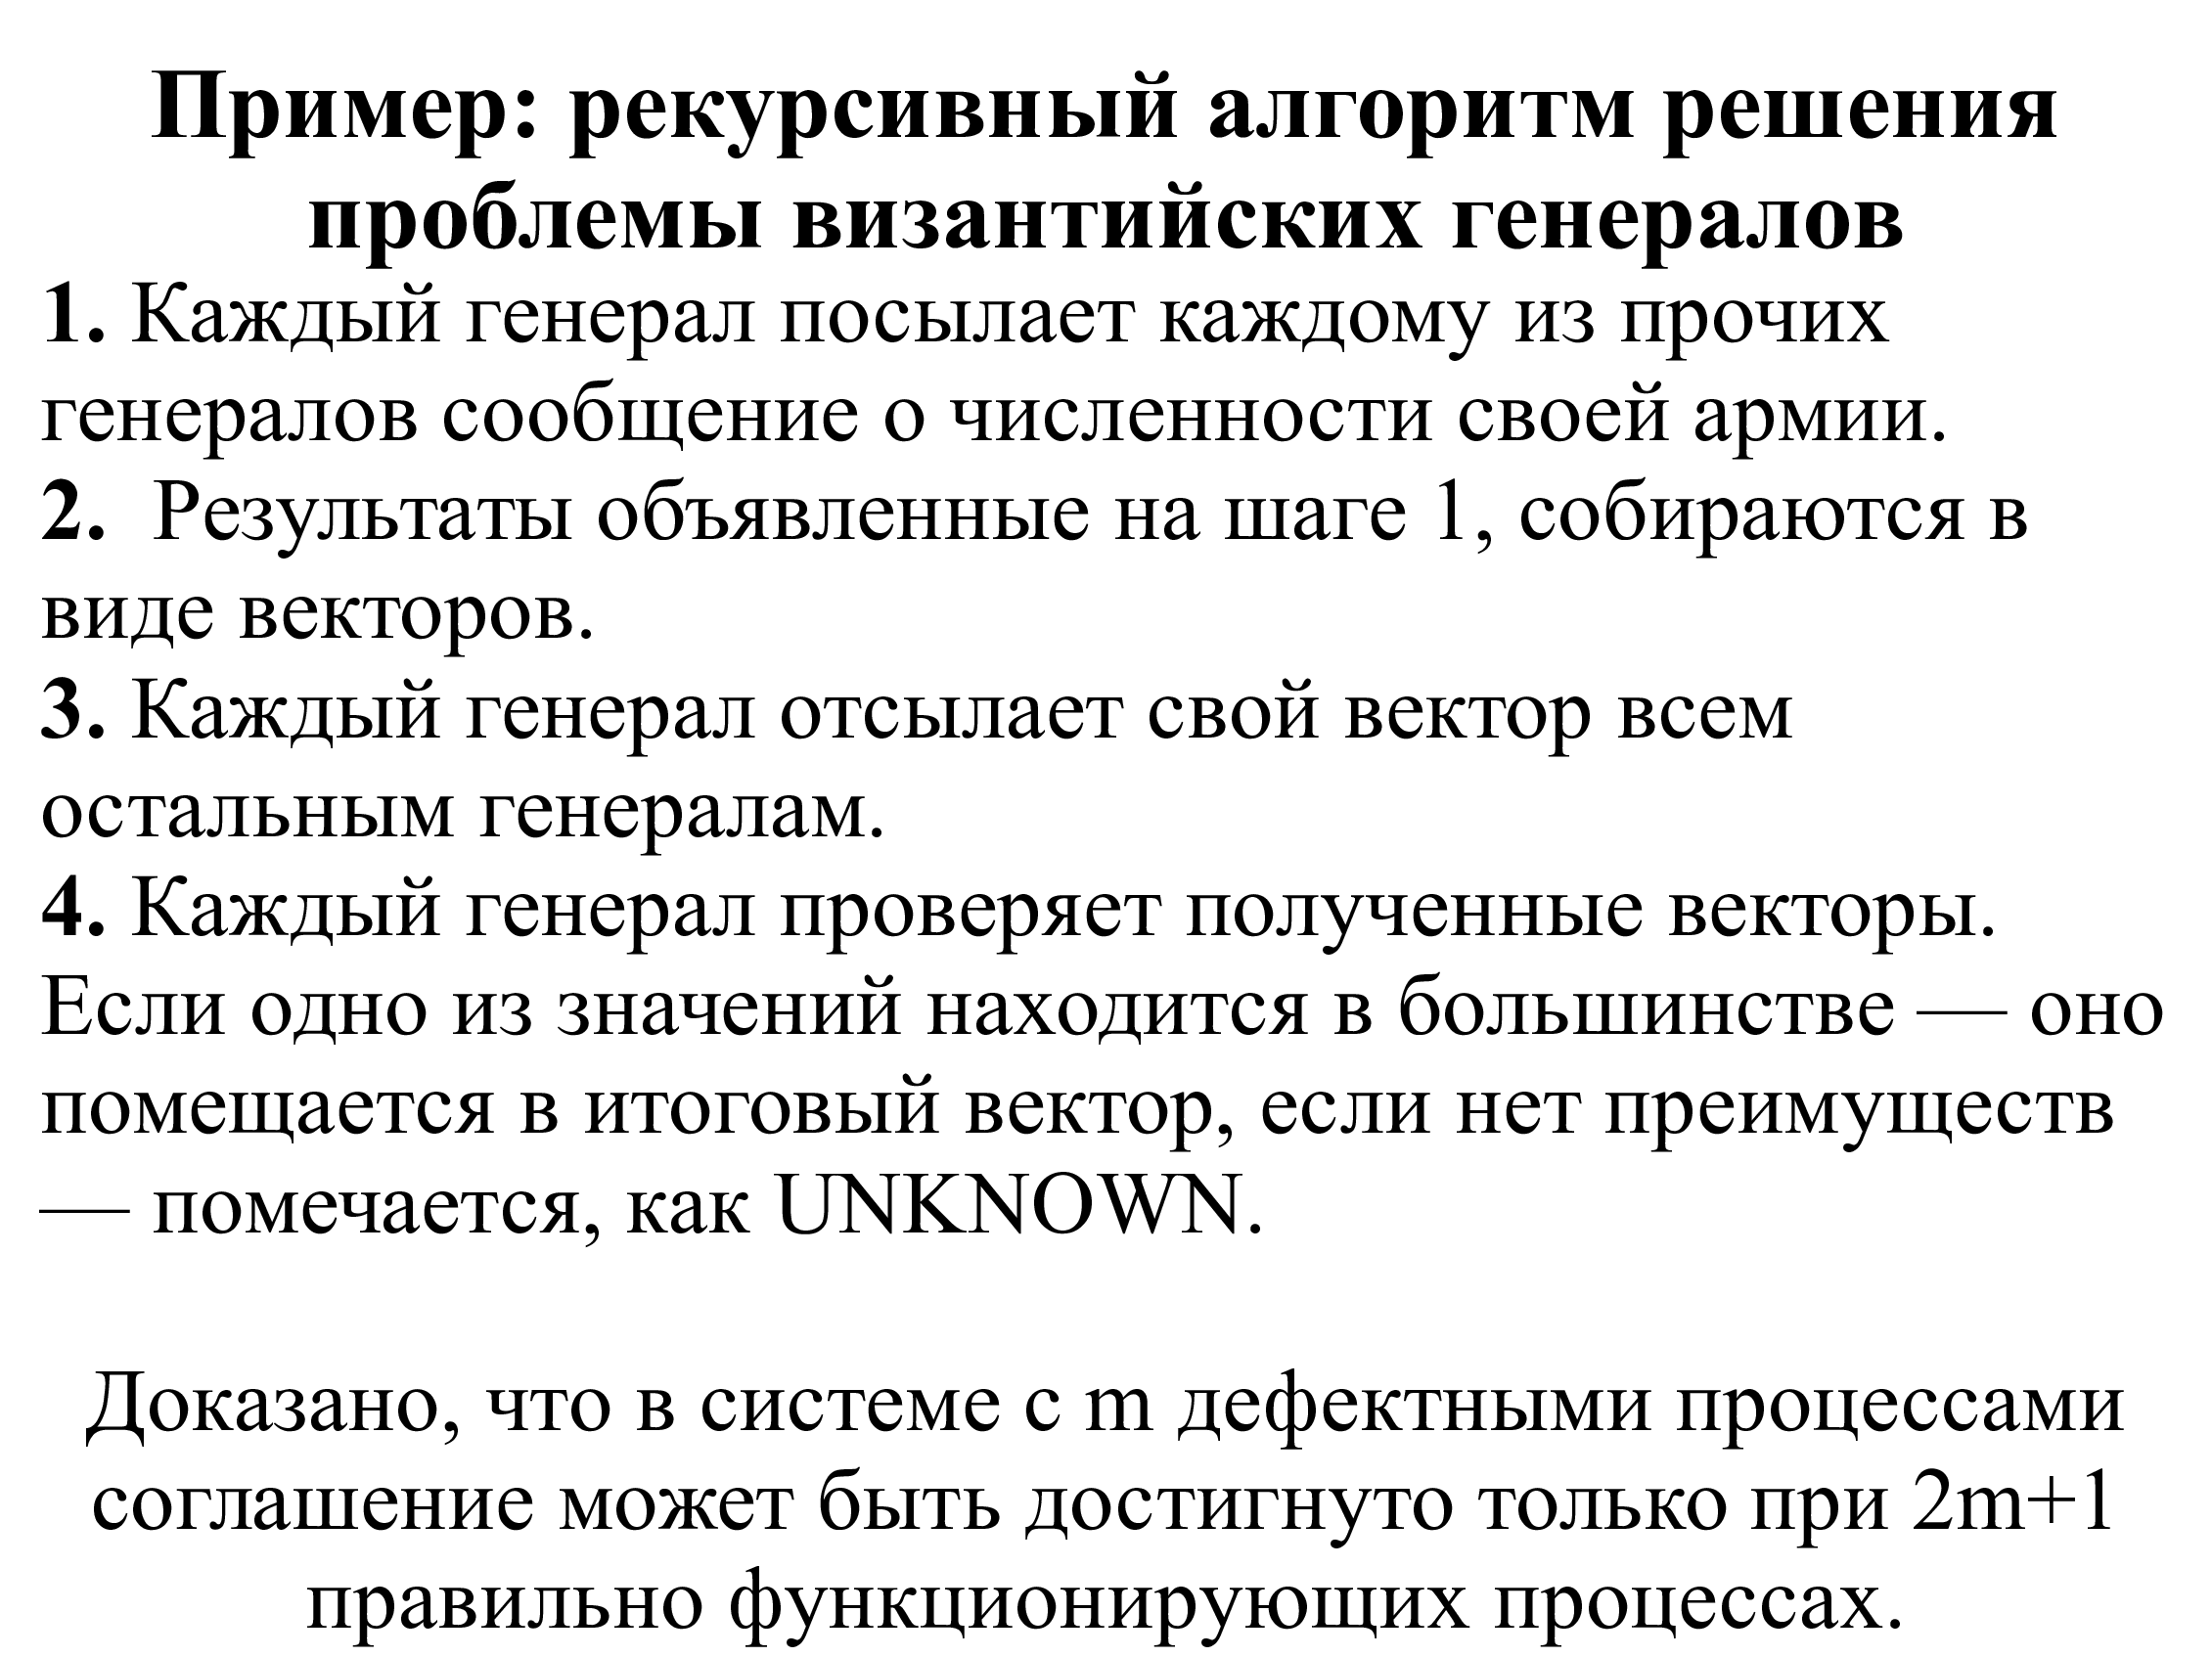 Пример: рекурсивный алгоритм решения
проблемы византийских генералов
1. Каждый генерал посылает каждому из прочих
генералов сообщение о численности своей армии.
2. Результаты объявленные на шаге 1, собираются в
виде векторов.
3. Каждый генерал отсылает свой вектор всем
остальным генералам.
4. Каждый генерал проверяет полученные векторы.
Если одно из значений находится в большинстве — оно
помещается в итоговый вектор, если нет преимуществ
— помечается, как UNKNOWN.
Доказано, что в системе с m дефектными процессами
соглашение может быть достигнуто только при 2m+1
правильно функционирующих процессах.